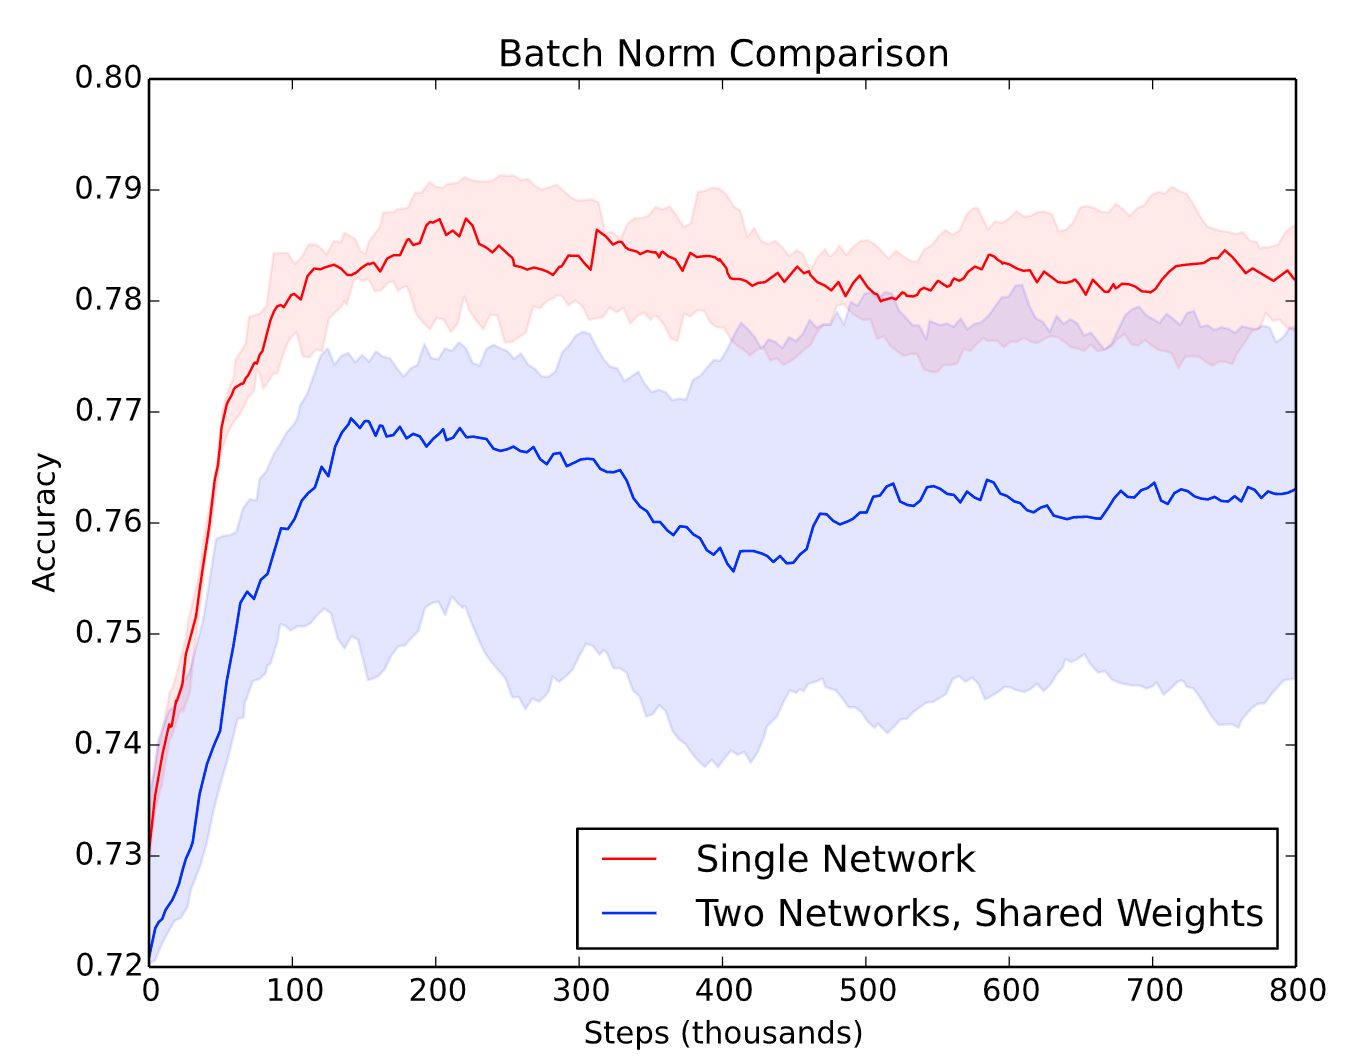 Batch Norm Comparison
0.80
0.79
0.78
0.77
0.76
0.75
0.74
0.73
0.72
Accuracy
Single Network
Two Networks, Shared Weights
0 100 200 300 400 500 600 700 800
Steps (thousands)